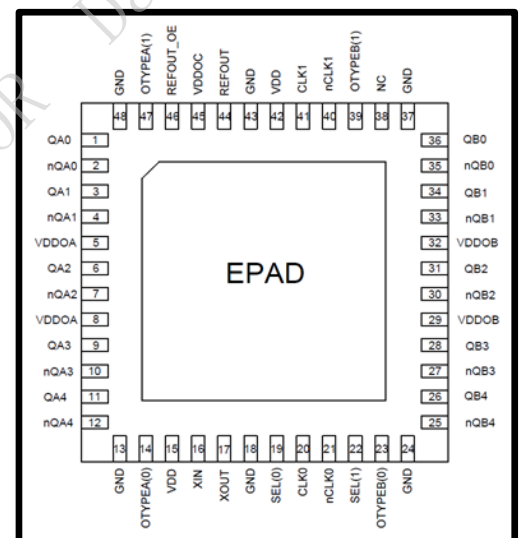 GND
OTYPEA(1)
REFOUT_OE
VDDOC
REFOUT
GND
VDD
CLK1
nCLK1
OTYPEB(1)
NC
GND
48
47
46
45
44
43
42
41
40
39
38
37
QA0 1
nQA0 2
QA1 3
nQA1 4
VDDOA 5
QA2 6
nQA2 7
VDDOA 8
QA3 9
nQA3 10
QA4 11
nQA4 12
EPAD
36 QB0
35 nQB0
34 QB1
33 nQB1
32 VDDOB
31 QB2
30 nQB2
29 VDDOB
28 QB3
27 nQB3
26 QB4
25 nQB4
13
14
15
16
17
18
19
20
21
22
23
24
GND
OTYPEA(0)
VDD
XIN
XOUT
GND
SEL(0)
CLK0
nCLK0
SEL(1)
OTYPEB(0)
GND